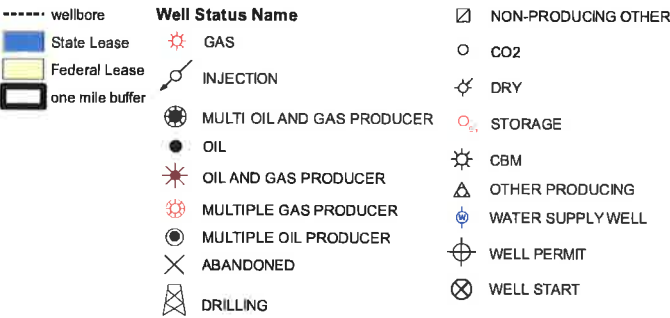 wellbore
State Lease
Federal Lease
one mile buffer
Well Status Name
GAS
INJECTION
MULTI OIL AND GAS PRODUCER
OIL
OIL AND GAS PRODUCER
MULTIPLE GAS PRODUCER
MULTIPLE OIL PRODUCER
ABANDONED
DRILLING
NON-PRODUCING OTHER
CO2
DRY
STORAGE
CBM
OTHER PRODUCING
W WATER SUPPLY WELL
WELL PERMIT
WELL START